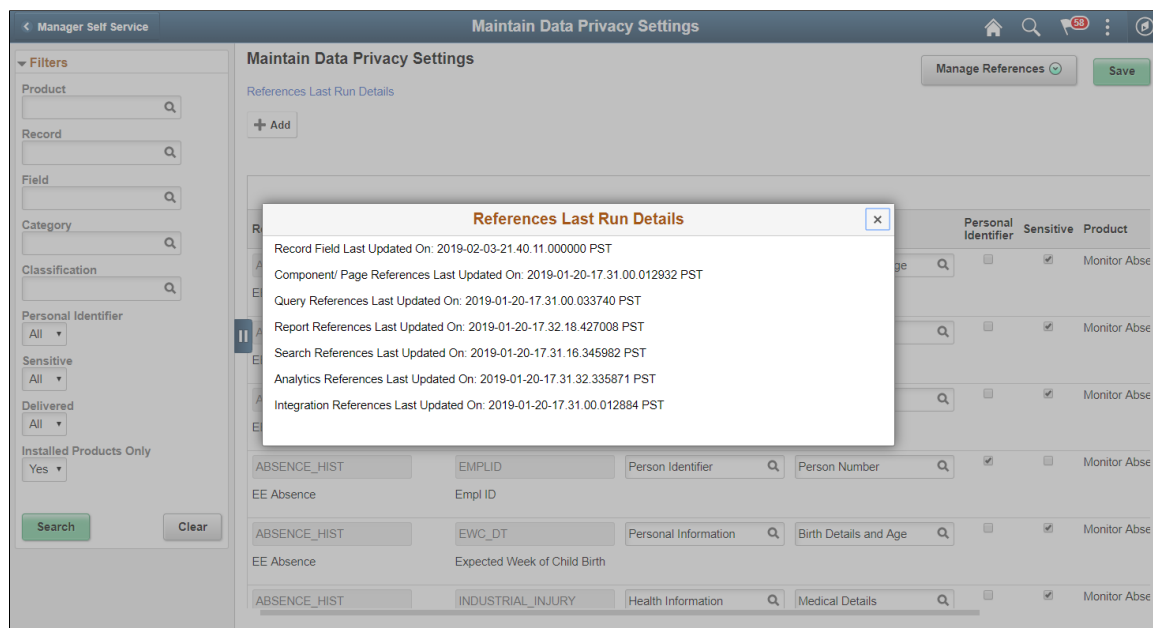 Manager Self Service
Maintain Data Privacy Settings
58
Filters
Product
Record
Field
Category
Classification
Personal Identifier
All
Sensitive
All
Delivered
All
Installed Products Only
Yes
Search Clear
Maintain Data Privacy Settings
Manage References
Save
References Last Run Details
Add
References Last Run Details
Record Field Last Updated On: 2019-02-03-21.40.11.000000 PST
Component/ Page References Last Updated On: 2019-01-20-17.31.00.012932 PST
Query References Last Updated On: 2019-01-20-17.31.00.033740 PST
Report References Last Updated On: 2019-01-20-17.32.18.427008 PST
Search References Last Updated On: 2019-01-20-17.31.16.345982 PST
Analytics References Last Updated On: 2019-01-20-17.31.32.335871 PST
Integration References Last Updated On: 2019-01-20-17.31.00.012884 PST
Personal Identifier Sensitive Product
ge Monitor Abse
Monitor Abse
Monitor Abse
ABSENCE_HIST EMPLID Person Identifier Person Number Monitor Abse
EE Absence Empl ID
ABSENCE_HIST EWC_DT Personal Information Birth Details and Age Monitor Abse
EE Absence Expected Week of Child Birth
ABSENCE_HIST INDUSTRIAL_INJURY Health Information Medical Details Monitor Abse